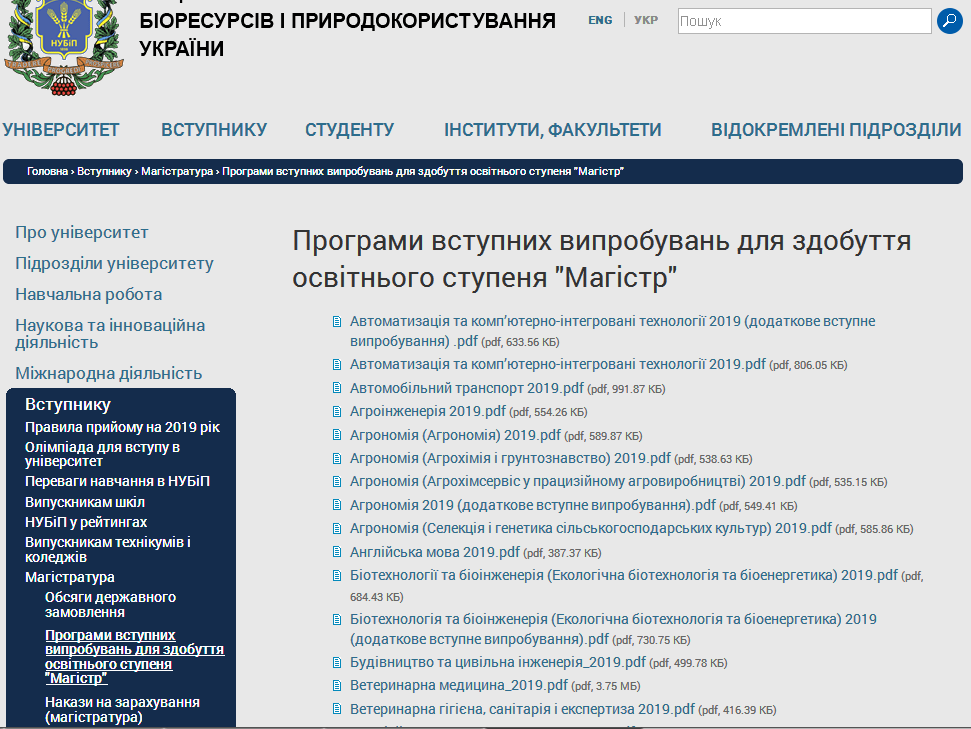 БІОРЕСУРСІВ І ПРИРОДОКОРИСТУВАННЯ
УКРАЇНИ
НУБіП
ENG УКР
Пошук
УНІВЕРСИТЕТ ВСТУПНИКУ СТУДЕНТУ ІНСТИТУТИ, ФАКУЛЬТЕТИ ВІДОКРЕМЛЕНІ ПІДРОЗДІЛИ
Головна › Вступнику › Магістратура › Програми вступних випробувань для здобуття освітнього ступеня "Магістр"
Про університет
Підрозділи університету
Навчальна робота
Наукова та інноваційна
діяльність
Міжнародна діяльність
Вступнику
Правила прийому на 2019 рік
Олімпіада для вступу в
університет
Переваги навчання в НУБіП
Випускникам шкіл
НУБіП у рейтингах
Випускникам технікумів і
коледжів
Магістратура
Обсяги державного
замовлення
Програми вступних
випробувань для здобуття
освітнього ступеня
"Магістр"
Накази на зарахування
(магістратура)
Програми вступних випробувань для здобуття
освітнього ступеня "Магістр"
Автоматизація та комп’ютерно-інтегровані технології 2019 (додаткове вступне
випробування) .pdf (pdf, 633.56 КБ)
Автоматизація та комп’ютерно-інтегровані технології 2019.pdf (pdf, 806.05 КБ)
Автомобільний транспорт 2019.pdf (pdf, 991.87 КБ)
Агроінженерія 2019.pdf (pdf, 554.26 КБ)
Агрономія (Агрономія) 2019.pdf (pdf, 589.87 КБ)
Агрономія (Агрохімія і грунтознавство) 2019.pdf (pdf, 538.63 КБ)
Агрономія (Агрохімсервіс у працизійному агровиробництві) 2019.pdf (pdf, 535.15 КБ)
Агрономія 2019 (додаткове вступне випробування).pdf (pdf, 549.41 КБ)
Агрономія (Селекція і генетика сільськогосподарських культур) 2019.pdf (pdf, 585.86 КБ)
Англійська мова 2019.pdf (pdf, 387.37 КБ)
Біотехнології та біоінженерія (Екологічна біотехнологія та біоенергетика) 2019.pdf (pdf,
684.43 КБ)
Біотехнологія та біоінженерія (Екологічна біотехнологія та біоенергетика) 2019
(додаткове вступне випробування).pdf (pdf, 730.75 КБ)
Будівництво та цивільна інженерія_2019.pdf (pdf, 499.78 КБ)
Ветеринарна медицина_2019.pdf (pdf, 3.75 МБ)
Ветеринарна гігієна, санітарія і експертиза 2019.pdf (pdf, 416.39 КБ)